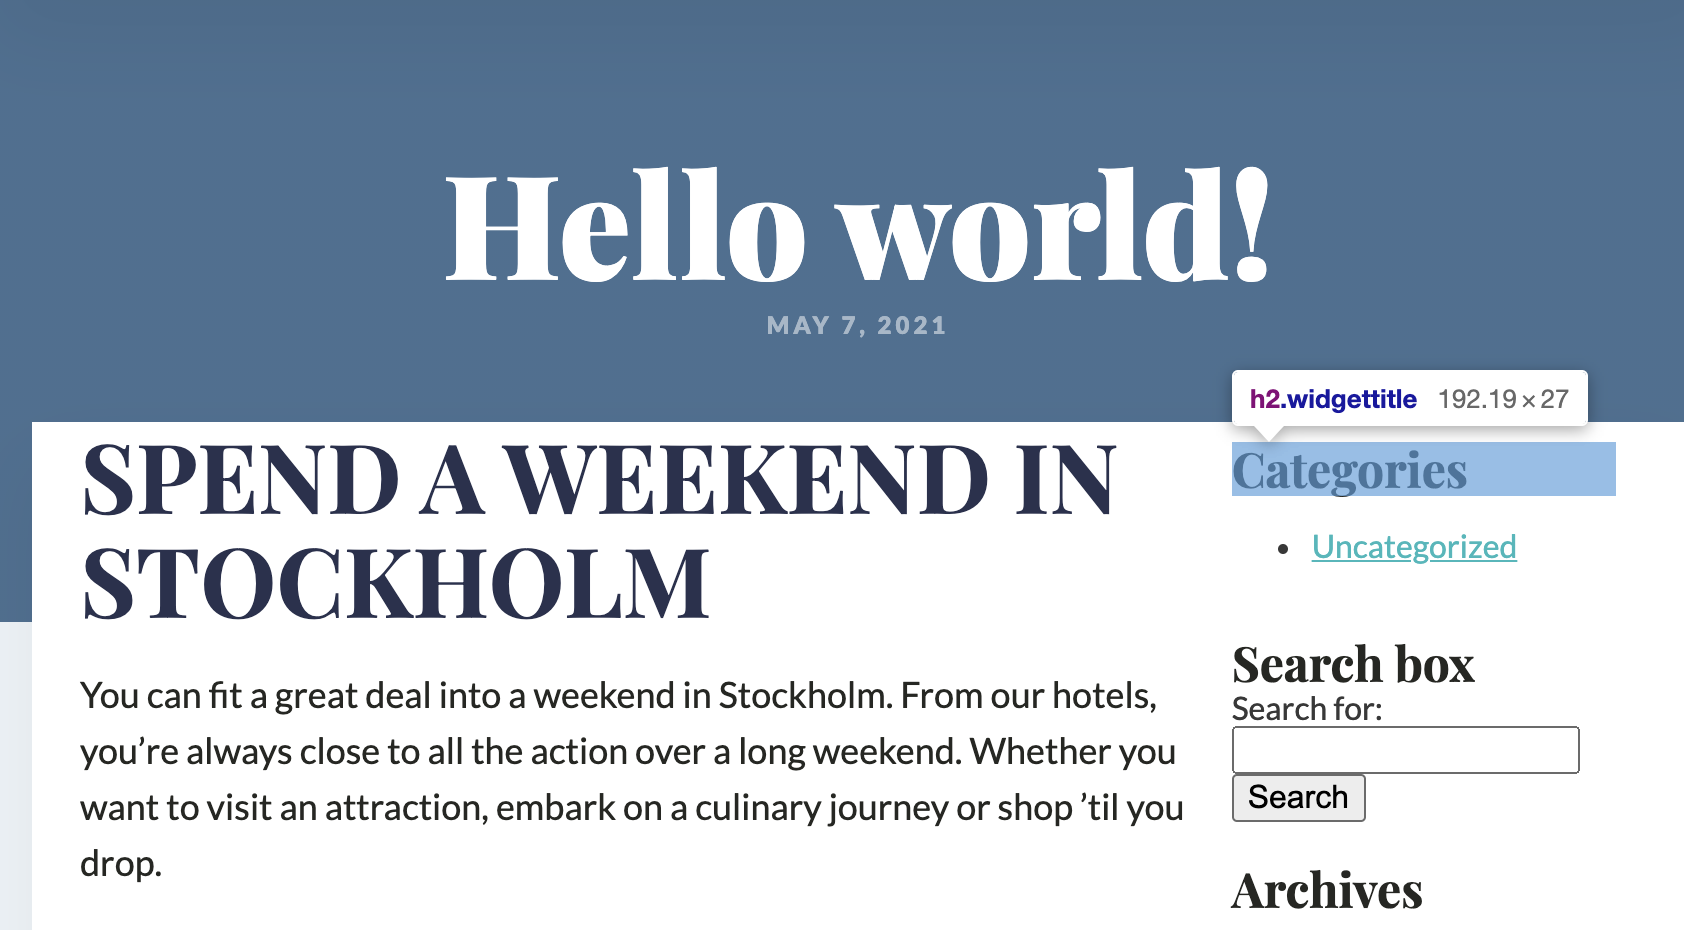 Hello world!
MAY 7, 2021
h2.widgettitle 192.19 × 27
SPEND A WEEKEND IN
STOCKHOLM
You can fit a great deal into a weekend in Stockholm. From our hotels,
you’re always close to all the action over a long weekend. Whether you
want to visit an attraction, embark on a culinary journey or shop ’til you
drop.
Categories
Uncategorized
Search box
Search for:
Search
Archives